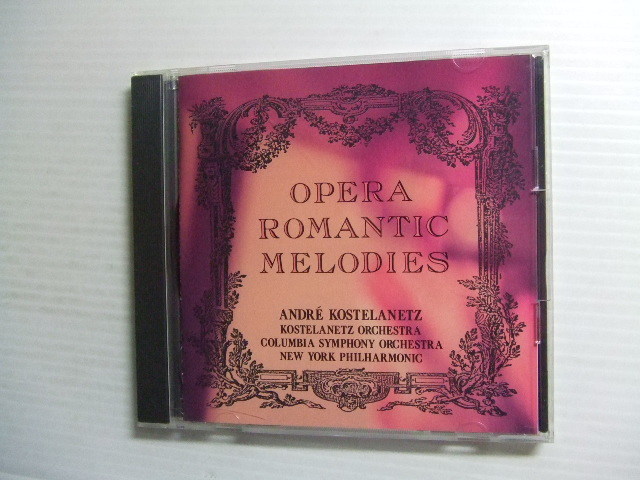 OPERA
ROMANTIC
MELODIES
ANDRÉ KOSTELANETZ
KOSTELANETZ ORCHESTRA
COLUMBIA SYMPHONY ORCHESTRA
NEW YORK PHILHARMONIC